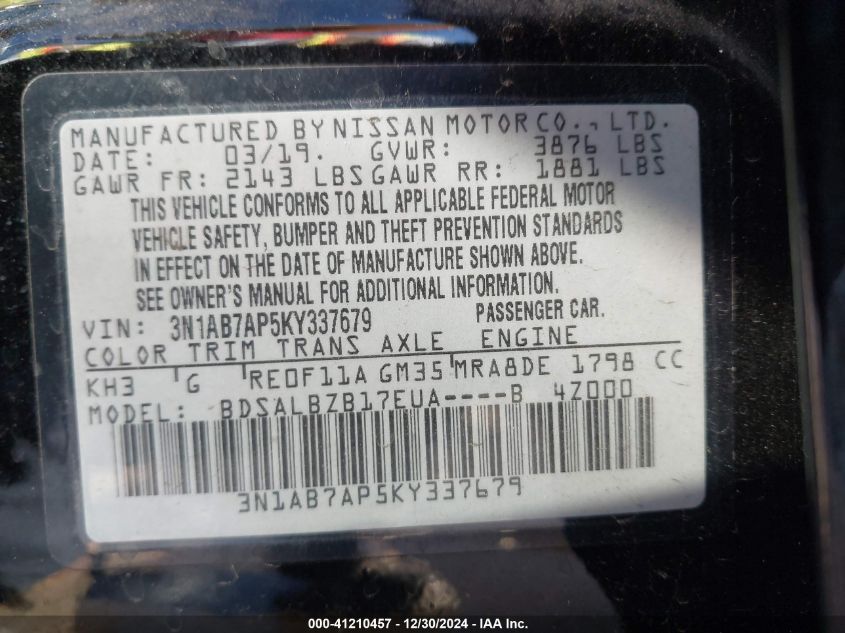 MANUFACTURED BY NISSAN MOTOR CO., LTD.
DATE: 03/19. GVWR: 3876 LBS
GAWR FR: 2143 LBS GAWR RR: 1881 LBS
THIS VEHICLE CONFORMS TO ALL APPLICABLE FEDERAL MOTOR
VEHICLE SAFETY, BUMPER AND THEFT PREVENTION STANDARDS
IN EFFECT ON THE DATE OF MANUFACTURE SHOWN ABOVE.
SEE OWNER'S MANUAL FOR ADDITIONAL INFORMATION.
VIN: 3N1AB7AP5KY337679 PASSENGER CAR.
COLOR TRIM TRANS AXLE ENGINE
KH3 G RE0F11A GM35 MRA8DE 1798 CC
MODEL: BDSALBZB17EUA----B 4Z000
3N1AB7AP5KY337679
000-41210457 - 12/30/2024 - IAA Inc.